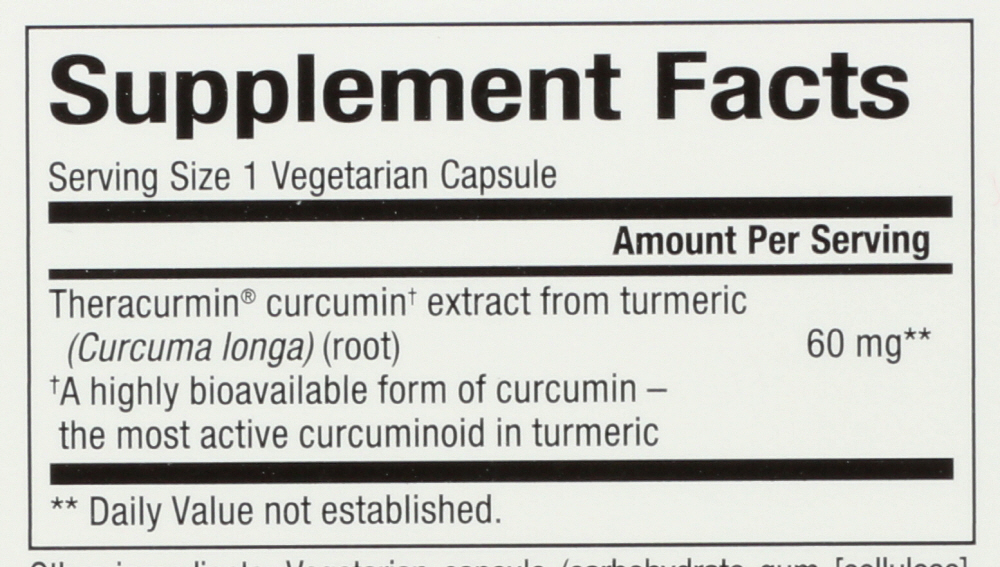 Supplement Facts
Serving Size 1 Vegetarian Capsule
Amount Per Serving
Theracurmin® curcumin† extract from turmeric
(Curcuma longa) (root) 60 mg**
†A highly bioavailable form of curcumin –
the most active curcuminoid in turmeric
** Daily Value not established.